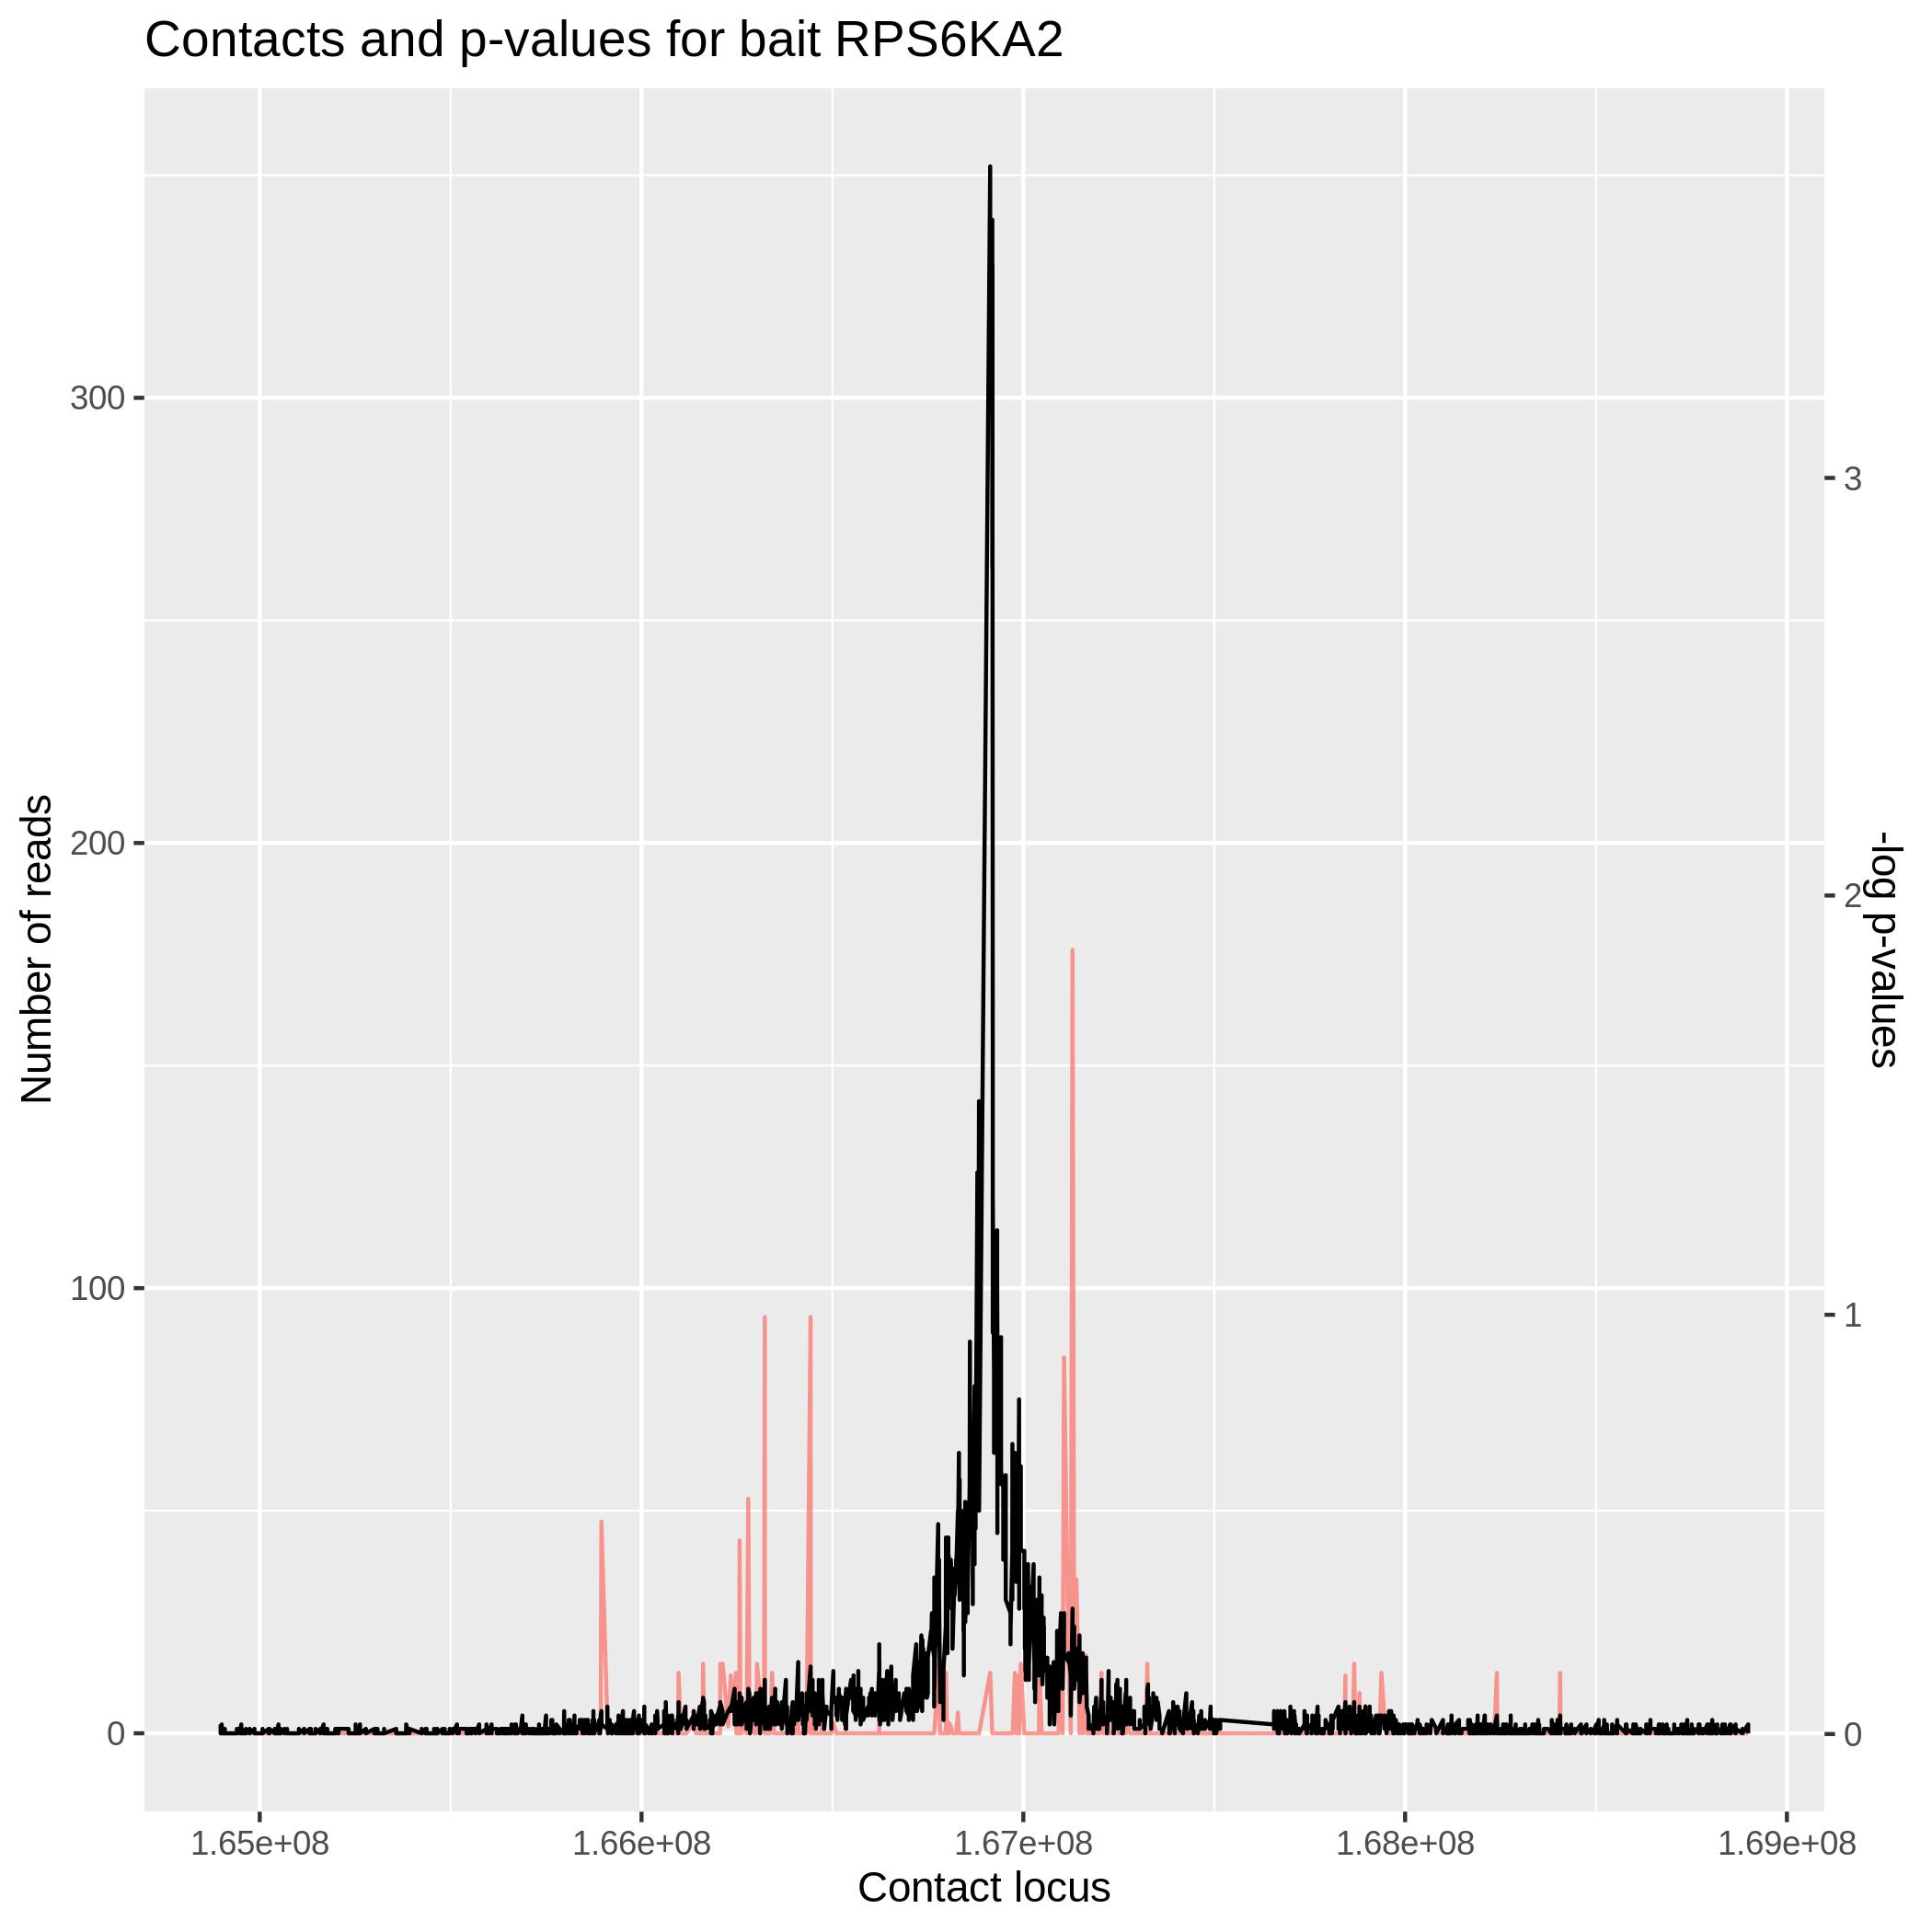 Contacts and p-values for bait RPS6KA2
Number of reads
300
200
100
0
3
2
1
0
-log p-values
1.65e+08
1.66e+08
1.67e+08
1.68e+08
1.69e+08
Contact locus